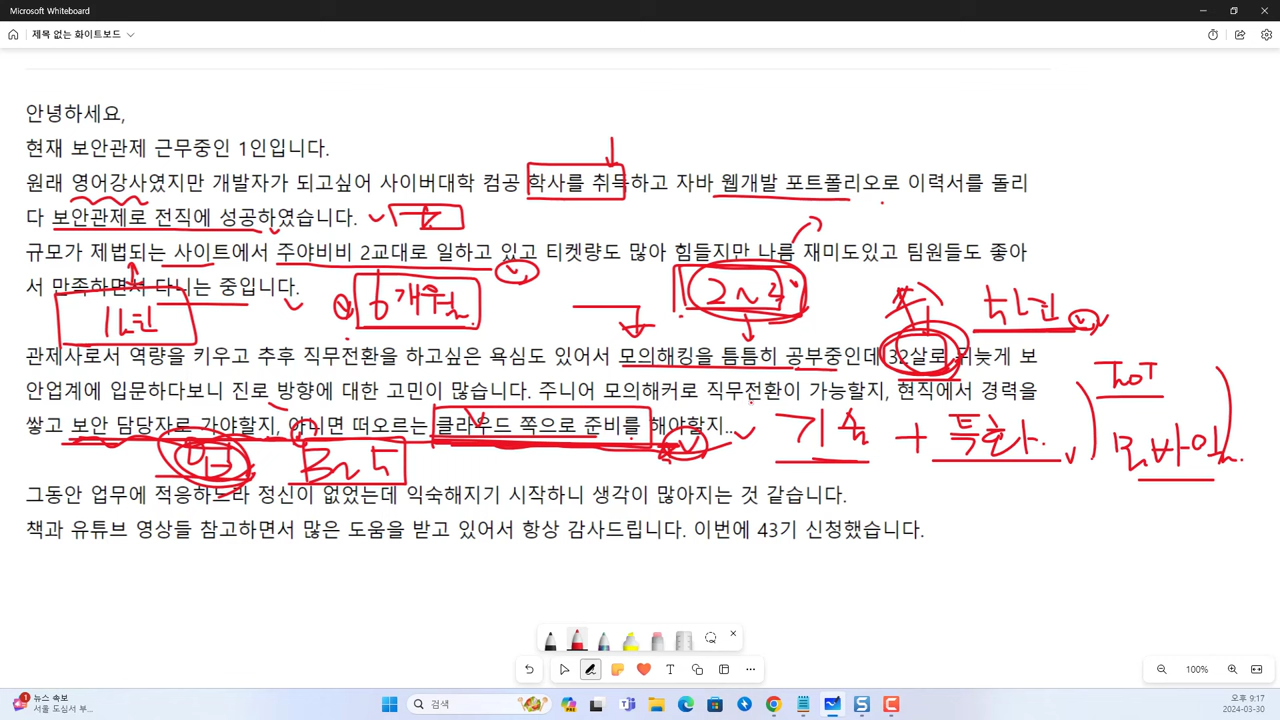 Microsoft Whiteboard
제목 없는 화이트보드
안녕하세요,
현재 보안관제 근무중인 1인입니다.
원래 영어강사였지만 개발자가 되고싶어 사이버대학 컴공 학사를 취득하고 자바 웹개발 포트폴리오로 이력서를 돌리
다 보안관제로 전직에 성공하였습니다.
규모가 제법되는 사이트에서 주야비비 2교대로 일하고 있고 티켓량도 많아 힘들지만 나름 재미도있고 팀원들도 좋아
서 만족하면서 다니는 중입니다.
1년
6개월
관제사로서 역량을 키우고 추후 직무전환을 하고싶은 욕심도 있어서 모의해킹을 틈틈히 공부중인데 32살로 뒤늦게 보
안업계에 입문하다보니 진로 방향에 대한 고민이 많습니다. 주니어 모의해커로 직무전환이 가능할지, 현직에서 경력을
IoT
쌓고 보안 담당자로 가야할지, 아니면 떠오르는 클라우드 쪽으로 준비를 해야할지...
기술 + 특화
모바일
그동안 업무에 적응하느라 정신이 없었는데 익숙해지기 시작하니 생각이 많아지는 것 같습니다.
책과 유튜브 영상들 참고하면서 많은 도움을 받고 있어서 항상 감사드립니다. 이번에 43기 신청했습니다.
100%
뉴스 속보
서울 도심서 부...
검색
오후 9:17
2024-03-30